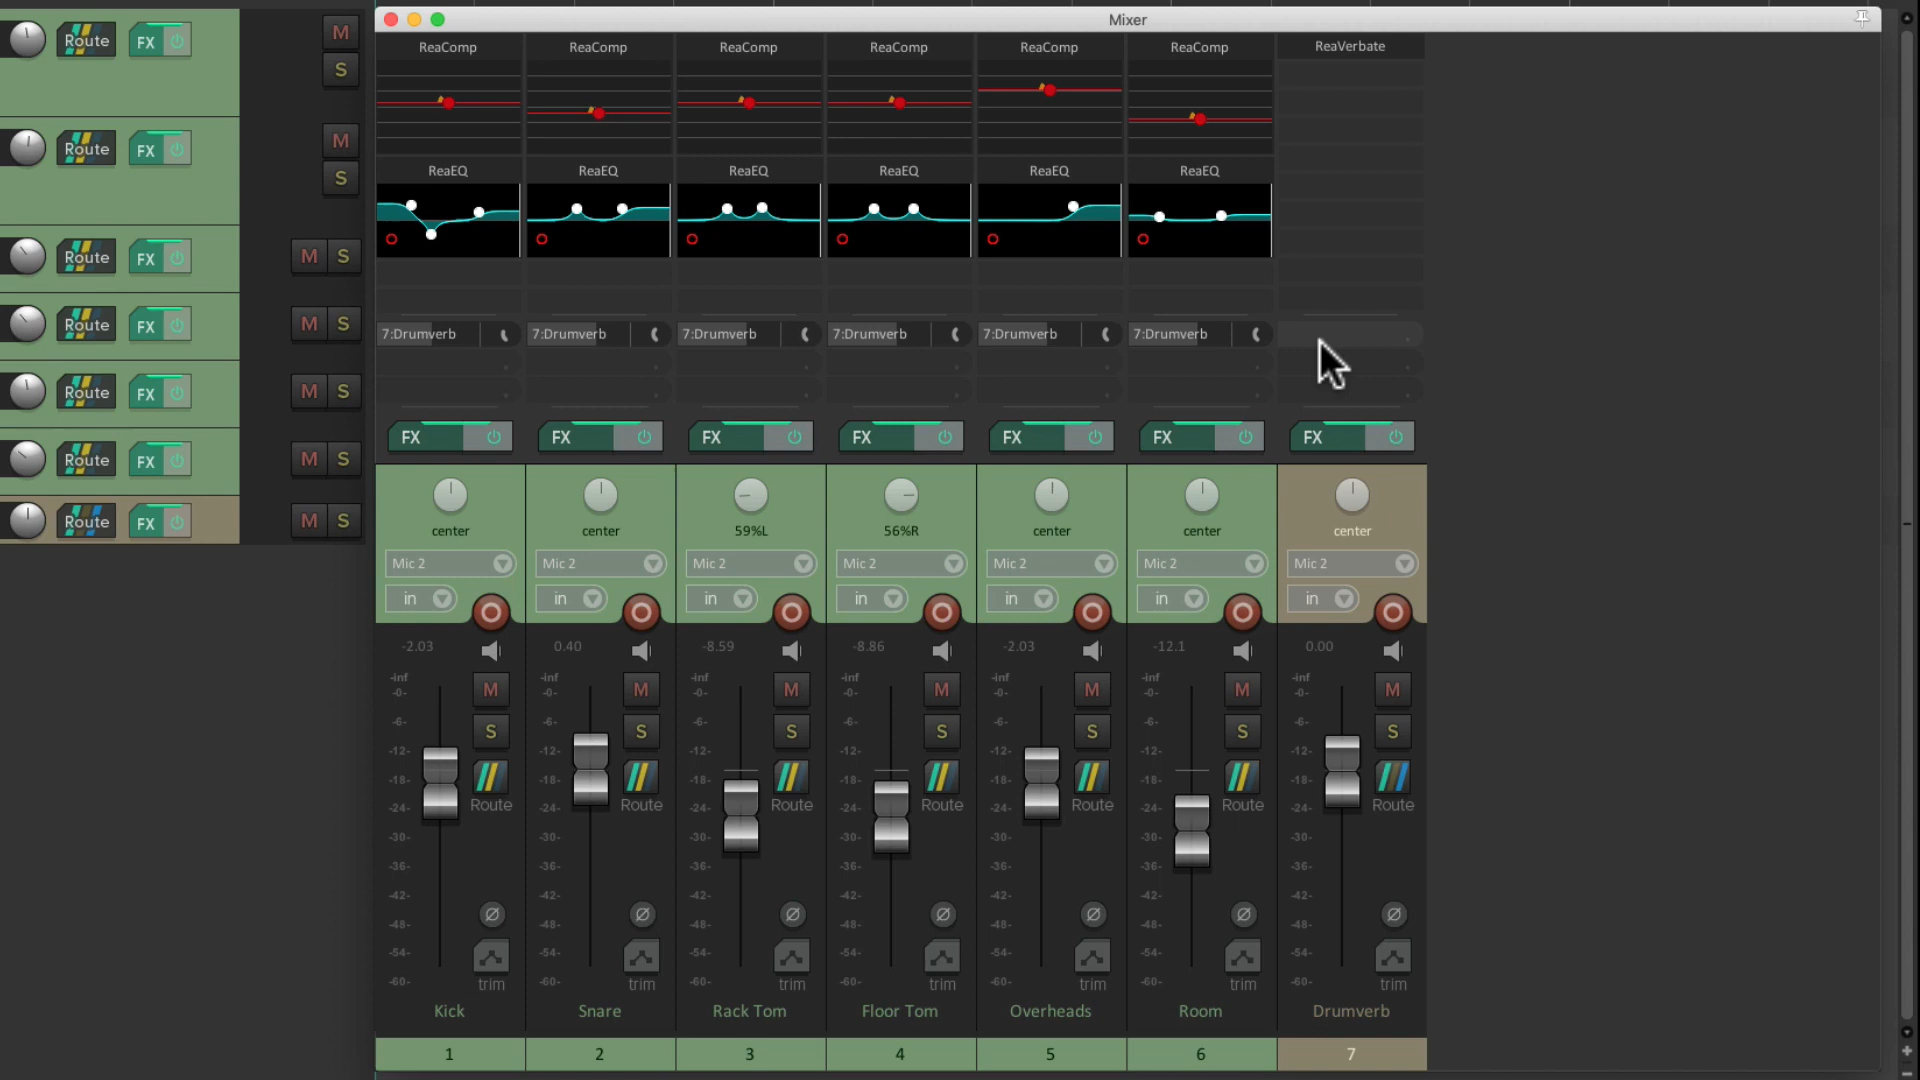 Mixer
Route FX M
S
Route FX M
S
Route FX M S
Route FX M S
Route FX M S
Route FX M S
Route FX M S
ReaComp ReaComp ReaComp ReaComp ReaComp ReaComp ReaVerbate
ReaEQ ReaEQ ReaEQ ReaEQ ReaEQ ReaEQ
7:Drumverb 7:Drumverb 7:Drumverb 7:Drumverb 7:Drumverb 7:Drumverb
FX FX FX FX FX FX FX
center center 59%L 56%R center center center
Mic 2 Mic 2 Mic 2 Mic 2 Mic 2 Mic 2 Mic 2
in in in in in in in
-2.03 0.40 -8.59 -8.86 -2.03 -12.1 0.00
-inf -inf -inf -inf -inf -inf -inf
-0- M -0- M -0- M -0- M -0- M -0- M -0- M
-6- S -6- S -6- S -6- S -6- S -6- S -6- S
-12- -12- -12- -12- -12- -12- -12-
-18- -18- -18- -18- -18- -18- -18-
-24- Route -24- Route -24- Route -24- Route -24- Route -24- Route -24- Route
-30- -30- -30- -30- -30- -30- -30-
-36- -36- -36- -36- -36- -36- -36-
-42- -42- -42- -42- -42- -42- -42-
-48- -48- -48- -48- -48- -48- -48-
-54- -54- -54- -54- -54- -54- -54-
-60- trim -60- trim -60- trim -60- trim -60- trim -60- trim -60- trim
Kick Snare Rack Tom Floor Tom Overheads Room Drumverb
1 2 3 4 5 6 7